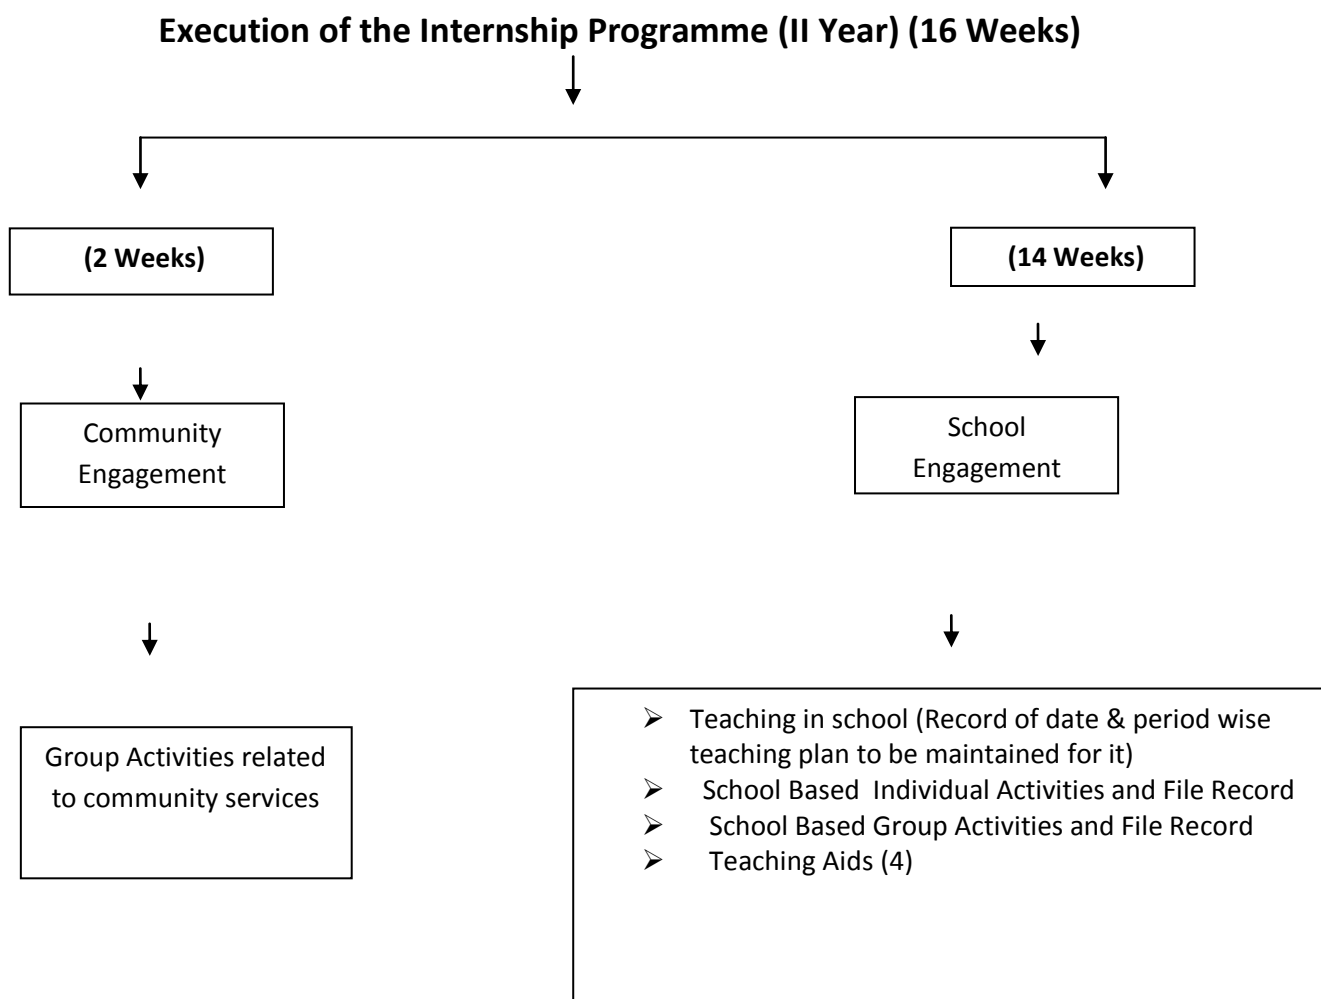 Execution of the Internship Programme (II Year) (16 Weeks)
(2 Weeks)
(14 Weeks)
Community
Engagement
School
Engagement
Group Activities related
to community services
➢ Teaching in school (Record of date & period wise
teaching plan to be maintained for it)
➢ School Based Individual Activities and File Record
➢ School Based Group Activities and File Record
➢ Teaching Aids (4)